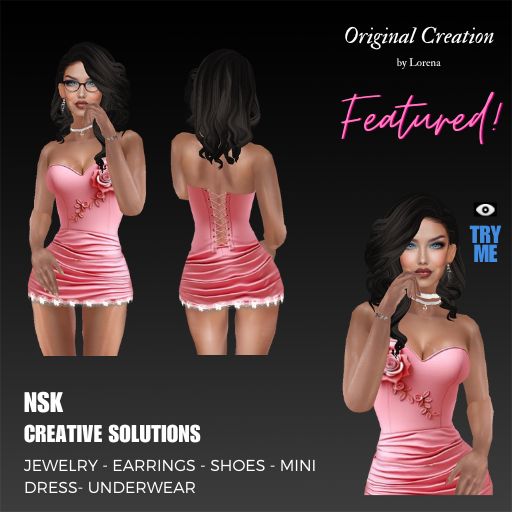 Original Creation
by Lorena
Featured!
TRY
ME
NSK
CREATIVE SOLUTIONS
JEWELRY - EARRINGS - SHOES - MINI
DRESS- UNDERWEAR